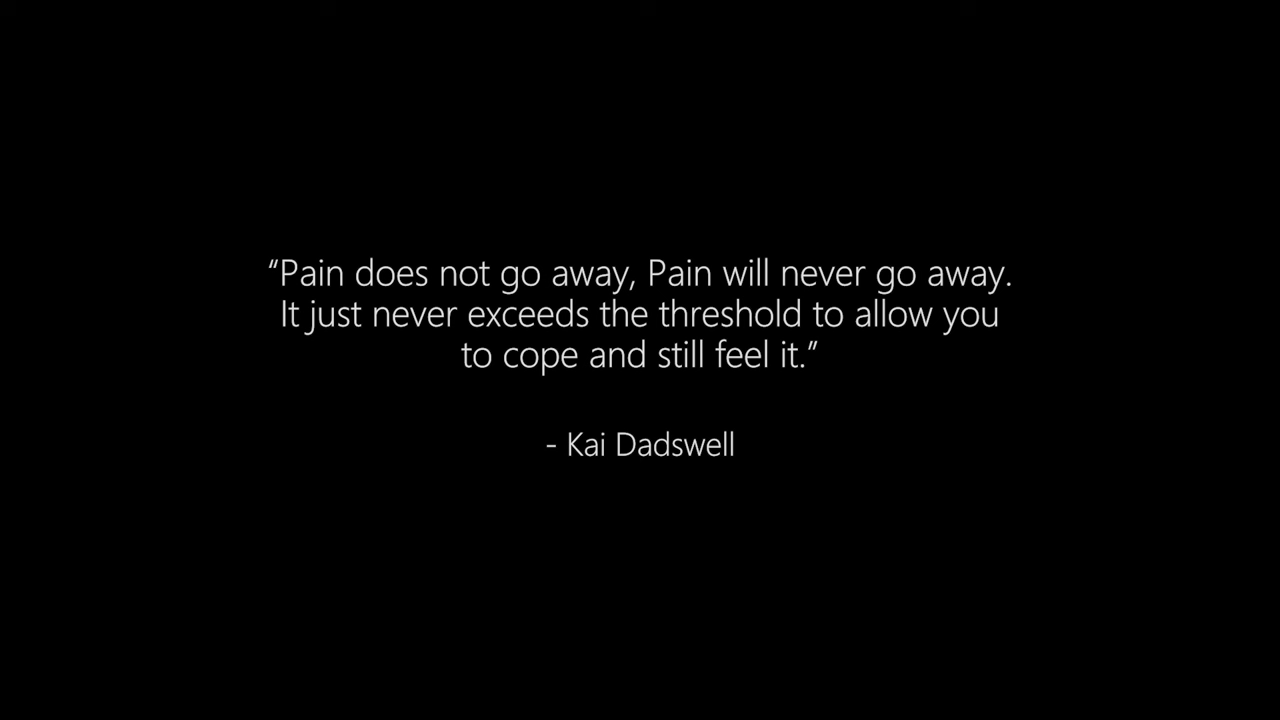 “Pain does not go away, Pain will never go away.
It just never exceeds the threshold to allow you
to cope and still feel it.”
- Kai Dadswell